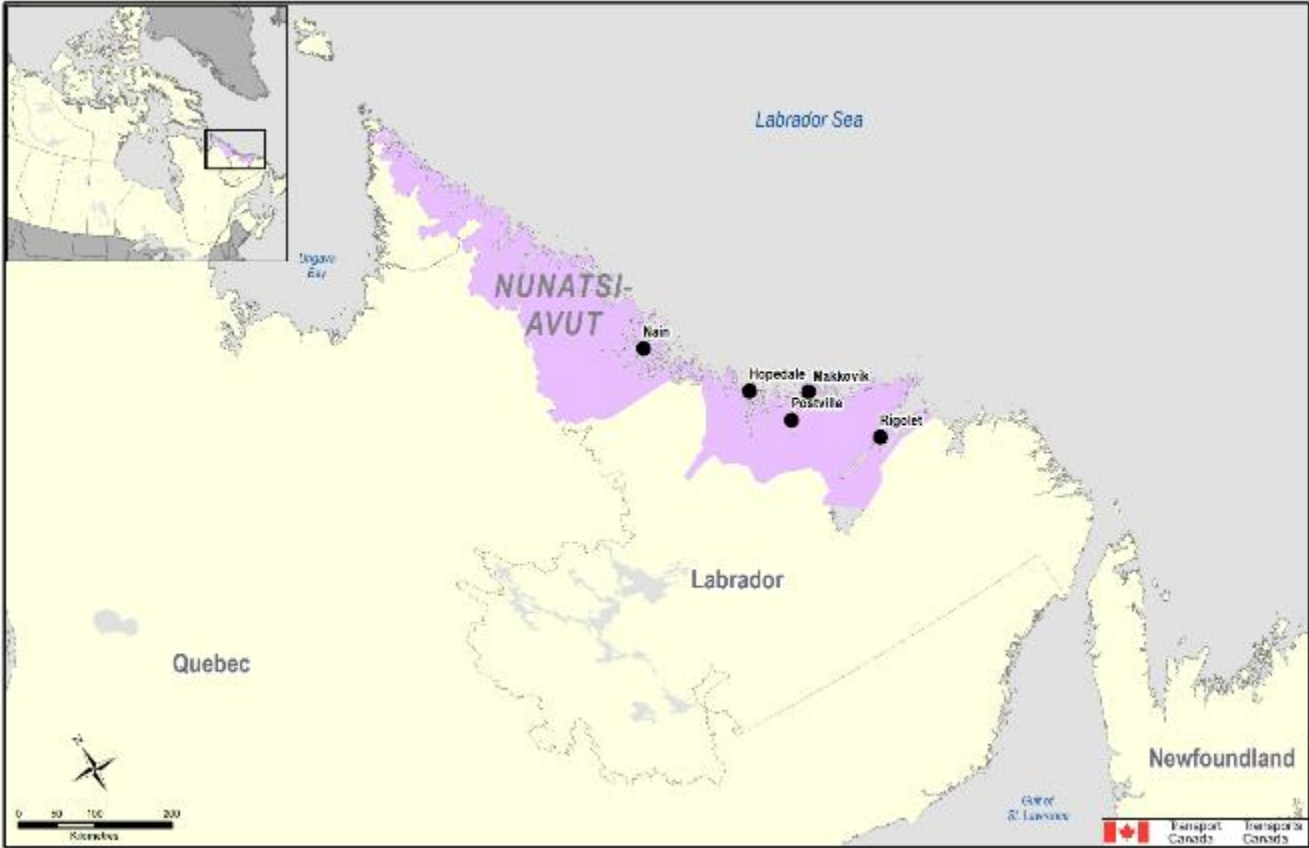 Labrador Sea
Ungava
Bay
NUNATSI-
AVUT
Nain
Hopedale
Makkovik
Postville
Rigolet
Labrador
Quebec
Newfoundland
N
0 50 100 200
Kilometres
Gulf of
St. Lawrence
Transport Transports
Canada Canada